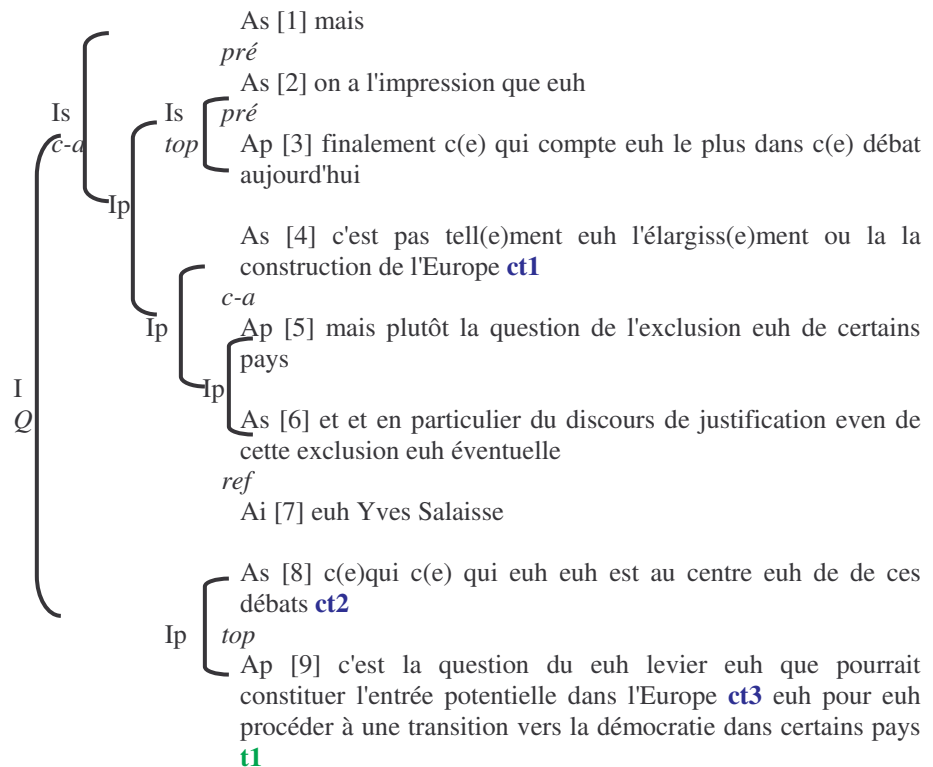 As [1] mais
pré
As [2] on a l'impression que euh
Is Is pré
c-a top Ap [3] finalement c(e) qui compte euh le plus dans c(e) débat
aujourd'hui
Ip
As [4] c'est pas tell(e)ment euh l'élargiss(e)ment ou la la
construction de l'Europe ct1
c-a
Ip Ap [5] mais plutôt la question de l'exclusion euh de certains
pays
I Ip
Q As [6] et et en particulier du discours de justification even de
cette exclusion euh éventuelle
ref
Ai [7] euh Yves Salaisse
As [8] c(e)qui c(e) qui euh euh est au centre euh de de ces
débats ct2
Ip top
Ap [9] c'est la question du euh levier euh que pourrait
constituer l'entrée potentielle dans l'Europe ct3 euh pour euh
procéder à une transition vers la démocratie dans certains pays
t1